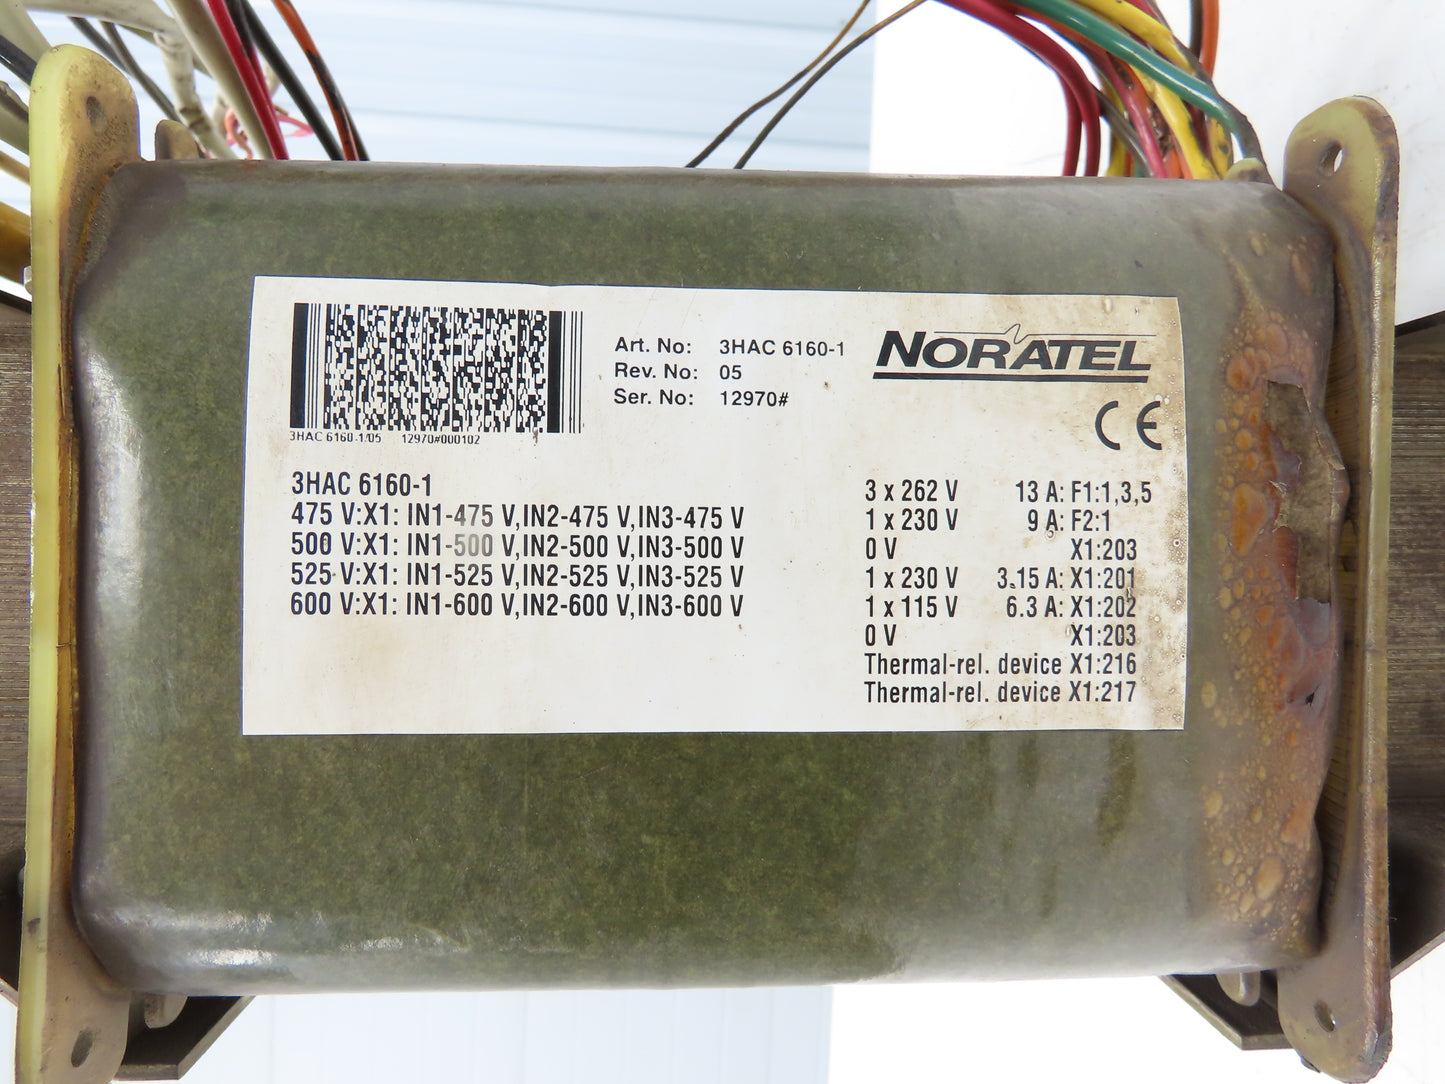 Art. No: 3HAC 6160-1
Rev. No: 05
Ser. No: 12970#
NORATEL
CE
3HAC 6160-1/05 12970#000102
3HAC 6160-1
475 V:X1: IN1-475 V,IN2-475 V,IN3-475 V
500 V:X1: IN1-500 V,IN2-500 V,IN3-500 V
525 V:X1: IN1-525 V,IN2-525 V,IN3-525 V
600 V:X1: IN1-600 V,IN2-600 V,IN3-600 V
3 x 262 V 13 A: F1:1,3,5
1 x 230 V 9 A: F2:1
0 V X1:203
1 x 230 V 3.15 A: X1:201
1 x 115 V 6.3 A: X1:202
0 V X1:203
Thermal-rel. device X1:216
Thermal-rel. device X1:217